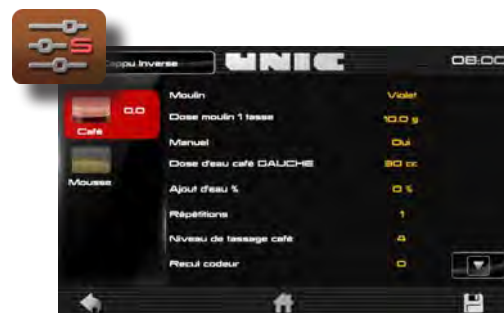 S
Cappu Inverse UNIC 08:00
0,0
Café
Mousse
Moulin Violet
Dose moulin 1 tasse 10.0 g
Manuel Oui
Dose d'eau café GAUCHE 90 cc
Ajout d'eau % 0 %
Répétitions 1
Niveau de tassage café 4
Recul codeur 0